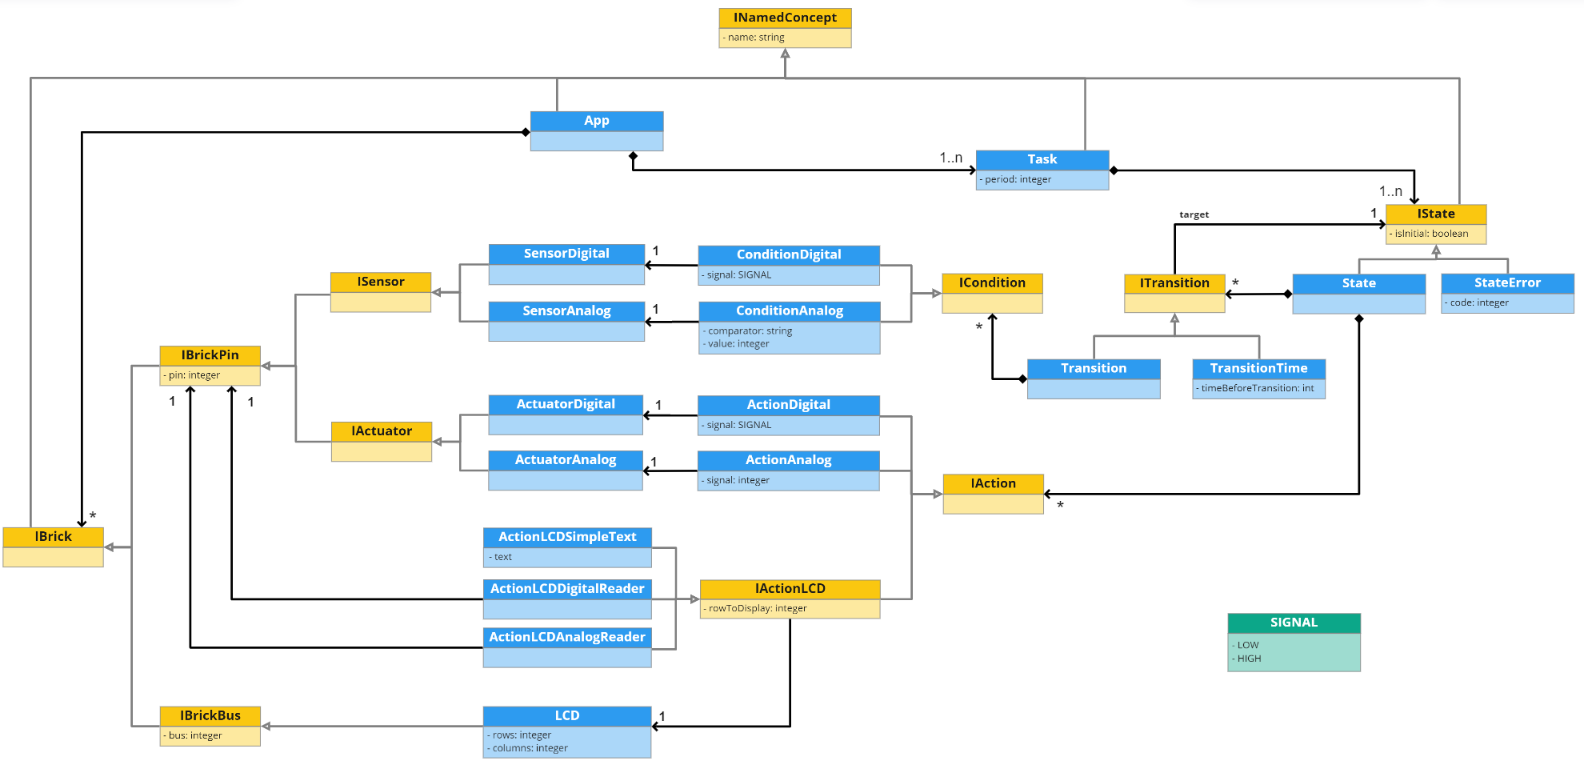 INamedConcept
- name: string
App
1..n
Task
- period: integer
1..n
target
1
IState
- isInitial: boolean
SensorDigital
1
ConditionDigital
- signal: SIGNAL
ISensor
ICondition
ITransition
*
State
StateError
- code: integer
SensorAnalog
1
ConditionAnalog
- comparator: string
- value: integer
*
IBrickPin
- pin: integer
1
1
Transition
TransitionTime
- timeBeforeTransition: int
ActuatorDigital
1
ActionDigital
- signal: SIGNAL
IActuator
ActuatorAnalog
1
ActionAnalog
- signal: integer
IAction
*
*
IBrick
ActionLCDSimpleText
- text
ActionLCDDigitalReader
IActionLCD
- rowToDisplay: integer
ActionLCDAnalogReader
SIGNAL
- LOW
- HIGH
IBrickBus
- bus: integer
LCD
- rows: integer
- columns: integer
1